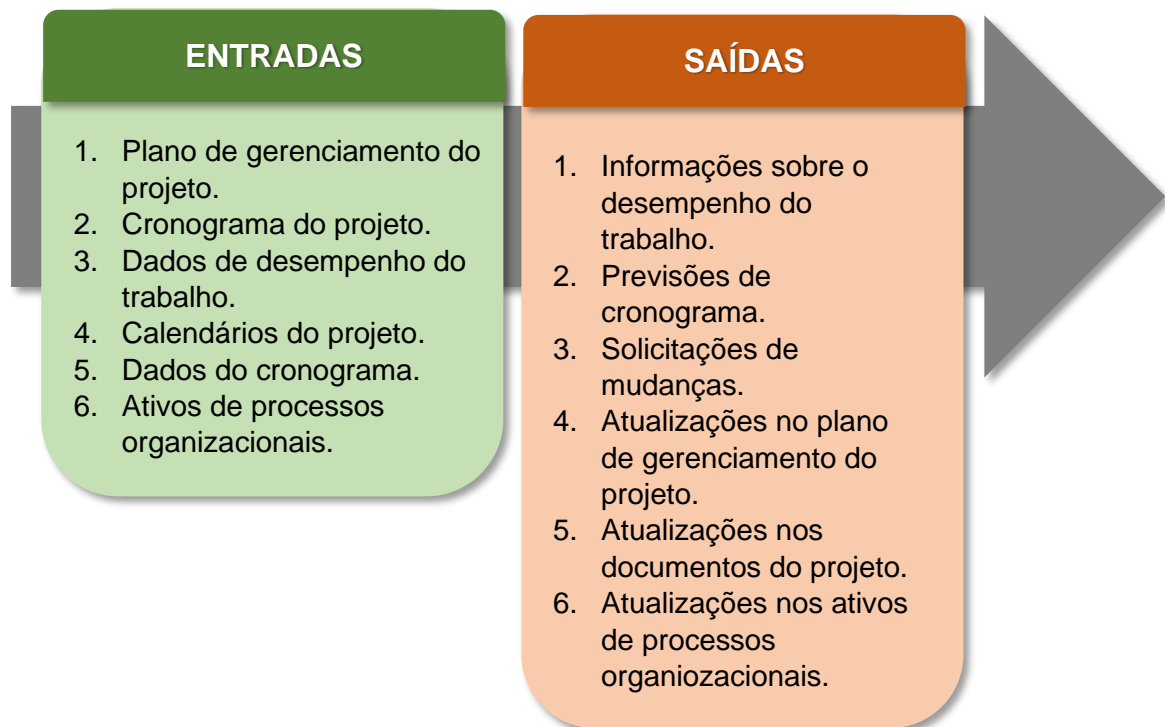 ENTRADAS
1. Plano de gerenciamento do
projeto.
2. Cronograma do projeto.
3. Dados de desempenho do
trabalho.
4. Calendários do projeto.
5. Dados do cronograma.
6. Ativos de processos
organizacionais.
SAÍDAS
1. Informações sobre o
desempenho do
trabalho.
2. Previsões de
cronograma.
3. Solicitações de
mudanças.
4. Atualizações no plano
de gerenciamento do
projeto.
5. Atualizações nos
documentos do projeto.
6. Atualizações nos ativos
de processos
organiozacionais.